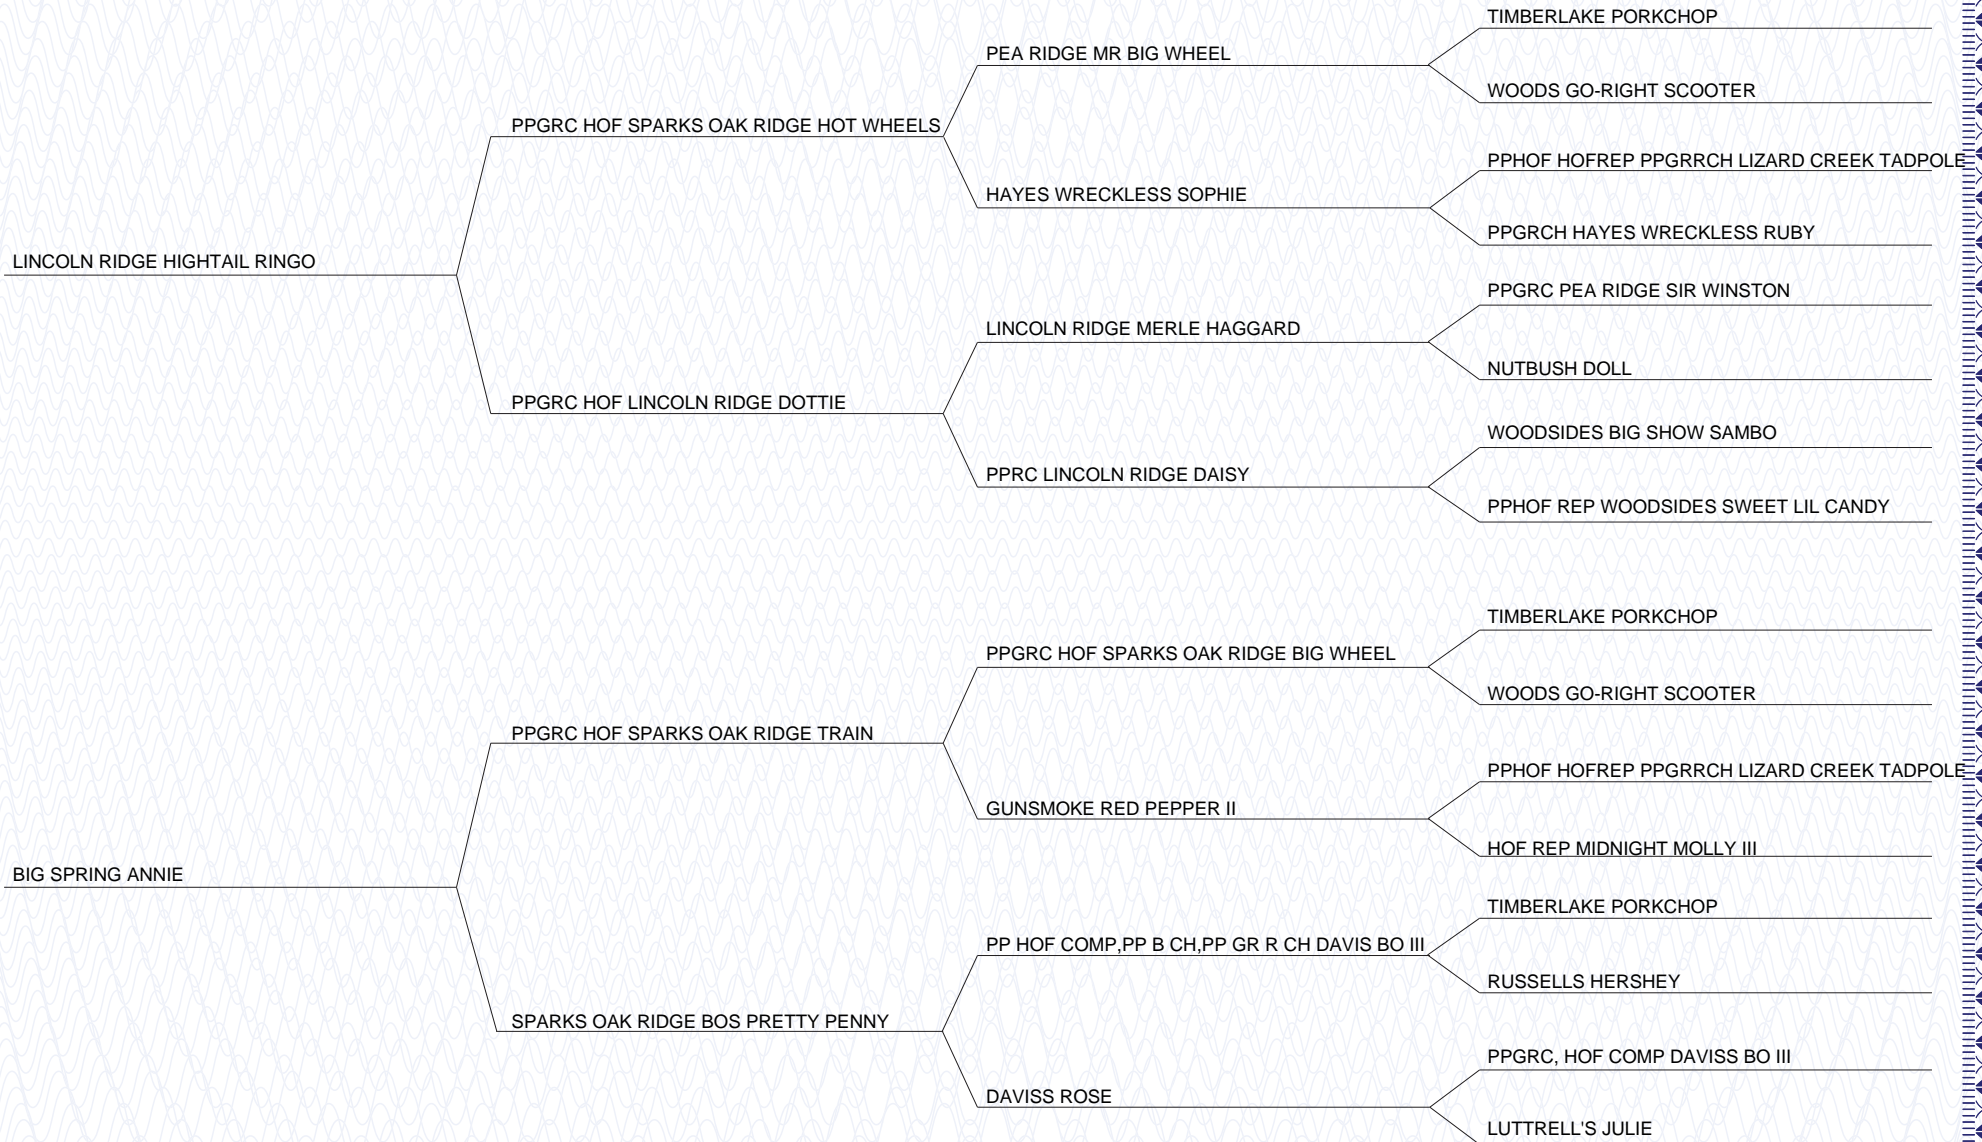 TIMBERLAKE PORKCHOP
PEA RIDGE MR BIG WHEEL
WOODS GO-RIGHT SCOOTER
PPGRC HOF SPARKS OAK RIDGE HOT WHEELS
PPHOF HOFREP PPGRRCH LIZARD CREEK TADPOLE
HAYES WRECKLESS SOPHIE
PPGRCH HAYES WRECKLESS RUBY
LINCOLN RIDGE HIGHTAIL RINGO
PPGRC PEA RIDGE SIR WINSTON
LINCOLN RIDGE MERLE HAGGARD
NUTBUSH DOLL
PPGRC HOF LINCOLN RIDGE DOTTIE
WOODSIDES BIG SHOW SAMBO
PPRC LINCOLN RIDGE DAISY
PPHOF REP WOODSIDES SWEET LIL CANDY
TIMBERLAKE PORKCHOP
PPGRC HOF SPARKS OAK RIDGE BIG WHEEL
WOODS GO-RIGHT SCOOTER
PPGRC HOF SPARKS OAK RIDGE TRAIN
PPHOF HOFREP PPGRRCH LIZARD CREEK TADPOLE
GUNSMOKE RED PEPPER II
HOF REP MIDNIGHT MOLLY III
BIG SPRING ANNIE
TIMBERLAKE PORKCHOP
PP HOF COMP,PP B CH,PP GR R CH DAVIS BO III
RUSSELLS HERSHEY
SPARKS OAK RIDGE BOS PRETTY PENNY
PPGRC, HOF COMP DAVISS BO III
DAVISS ROSE
LUTTRELL'S JULIE